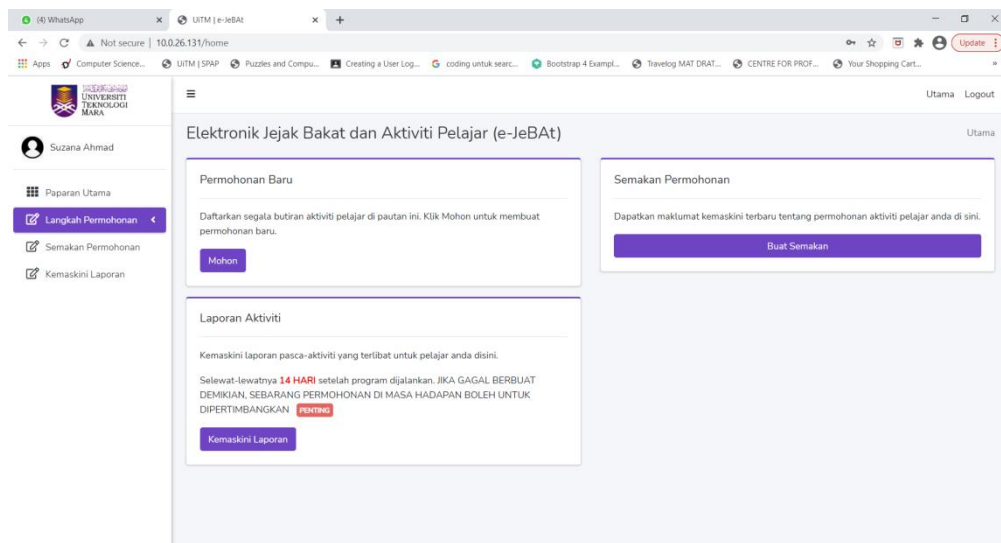 (4) WhatsApp
UiTM | e-JeBAt
Not secure | 10.0.26.131/home
Update
Apps
Computer Science...
UiTM | SPAP
Puzzles and Compu...
Creating a User Log...
coding untuk searc...
Bootstrap 4 Exampl...
Travelog MAT DRAT...
CENTRE FOR PROF...
Your Shopping Cart...
UNIVERSITI
TEKNOLOGI
MARA
Utama Logout
Suzana Ahmad
Paparan Utama
Langkah Permohonan
Semakan Permohonan
Kemaskini Laporan
Elektronik Jejak Bakat dan Aktiviti Pelajar (e-JeBAt)
Utama
Permohonan Baru
Daftarkan segala butiran aktiviti pelajar di pautan ini. Klik Mohon untuk membuat
permohonan baru.
Mohon
Semakan Permohonan
Dapatkan maklumat kemaskini terbaru tentang permohonan aktiviti pelajar anda di sini.
Buat Semakan
Laporan Aktiviti
Kemaskini laporan pasca-aktiviti yang terlibat untuk pelajar anda disini.
Selewat-lewatnya 14 HARI setelah program dijalankan. JIKA GAGAL BERBUAT
DEMIKIAN, SEBARANG PERMOHONAN DI MASA HADAPAN BOLEH UNTUK
DIPERTIMBANGKAN PENTING
Kemaskini Laporan